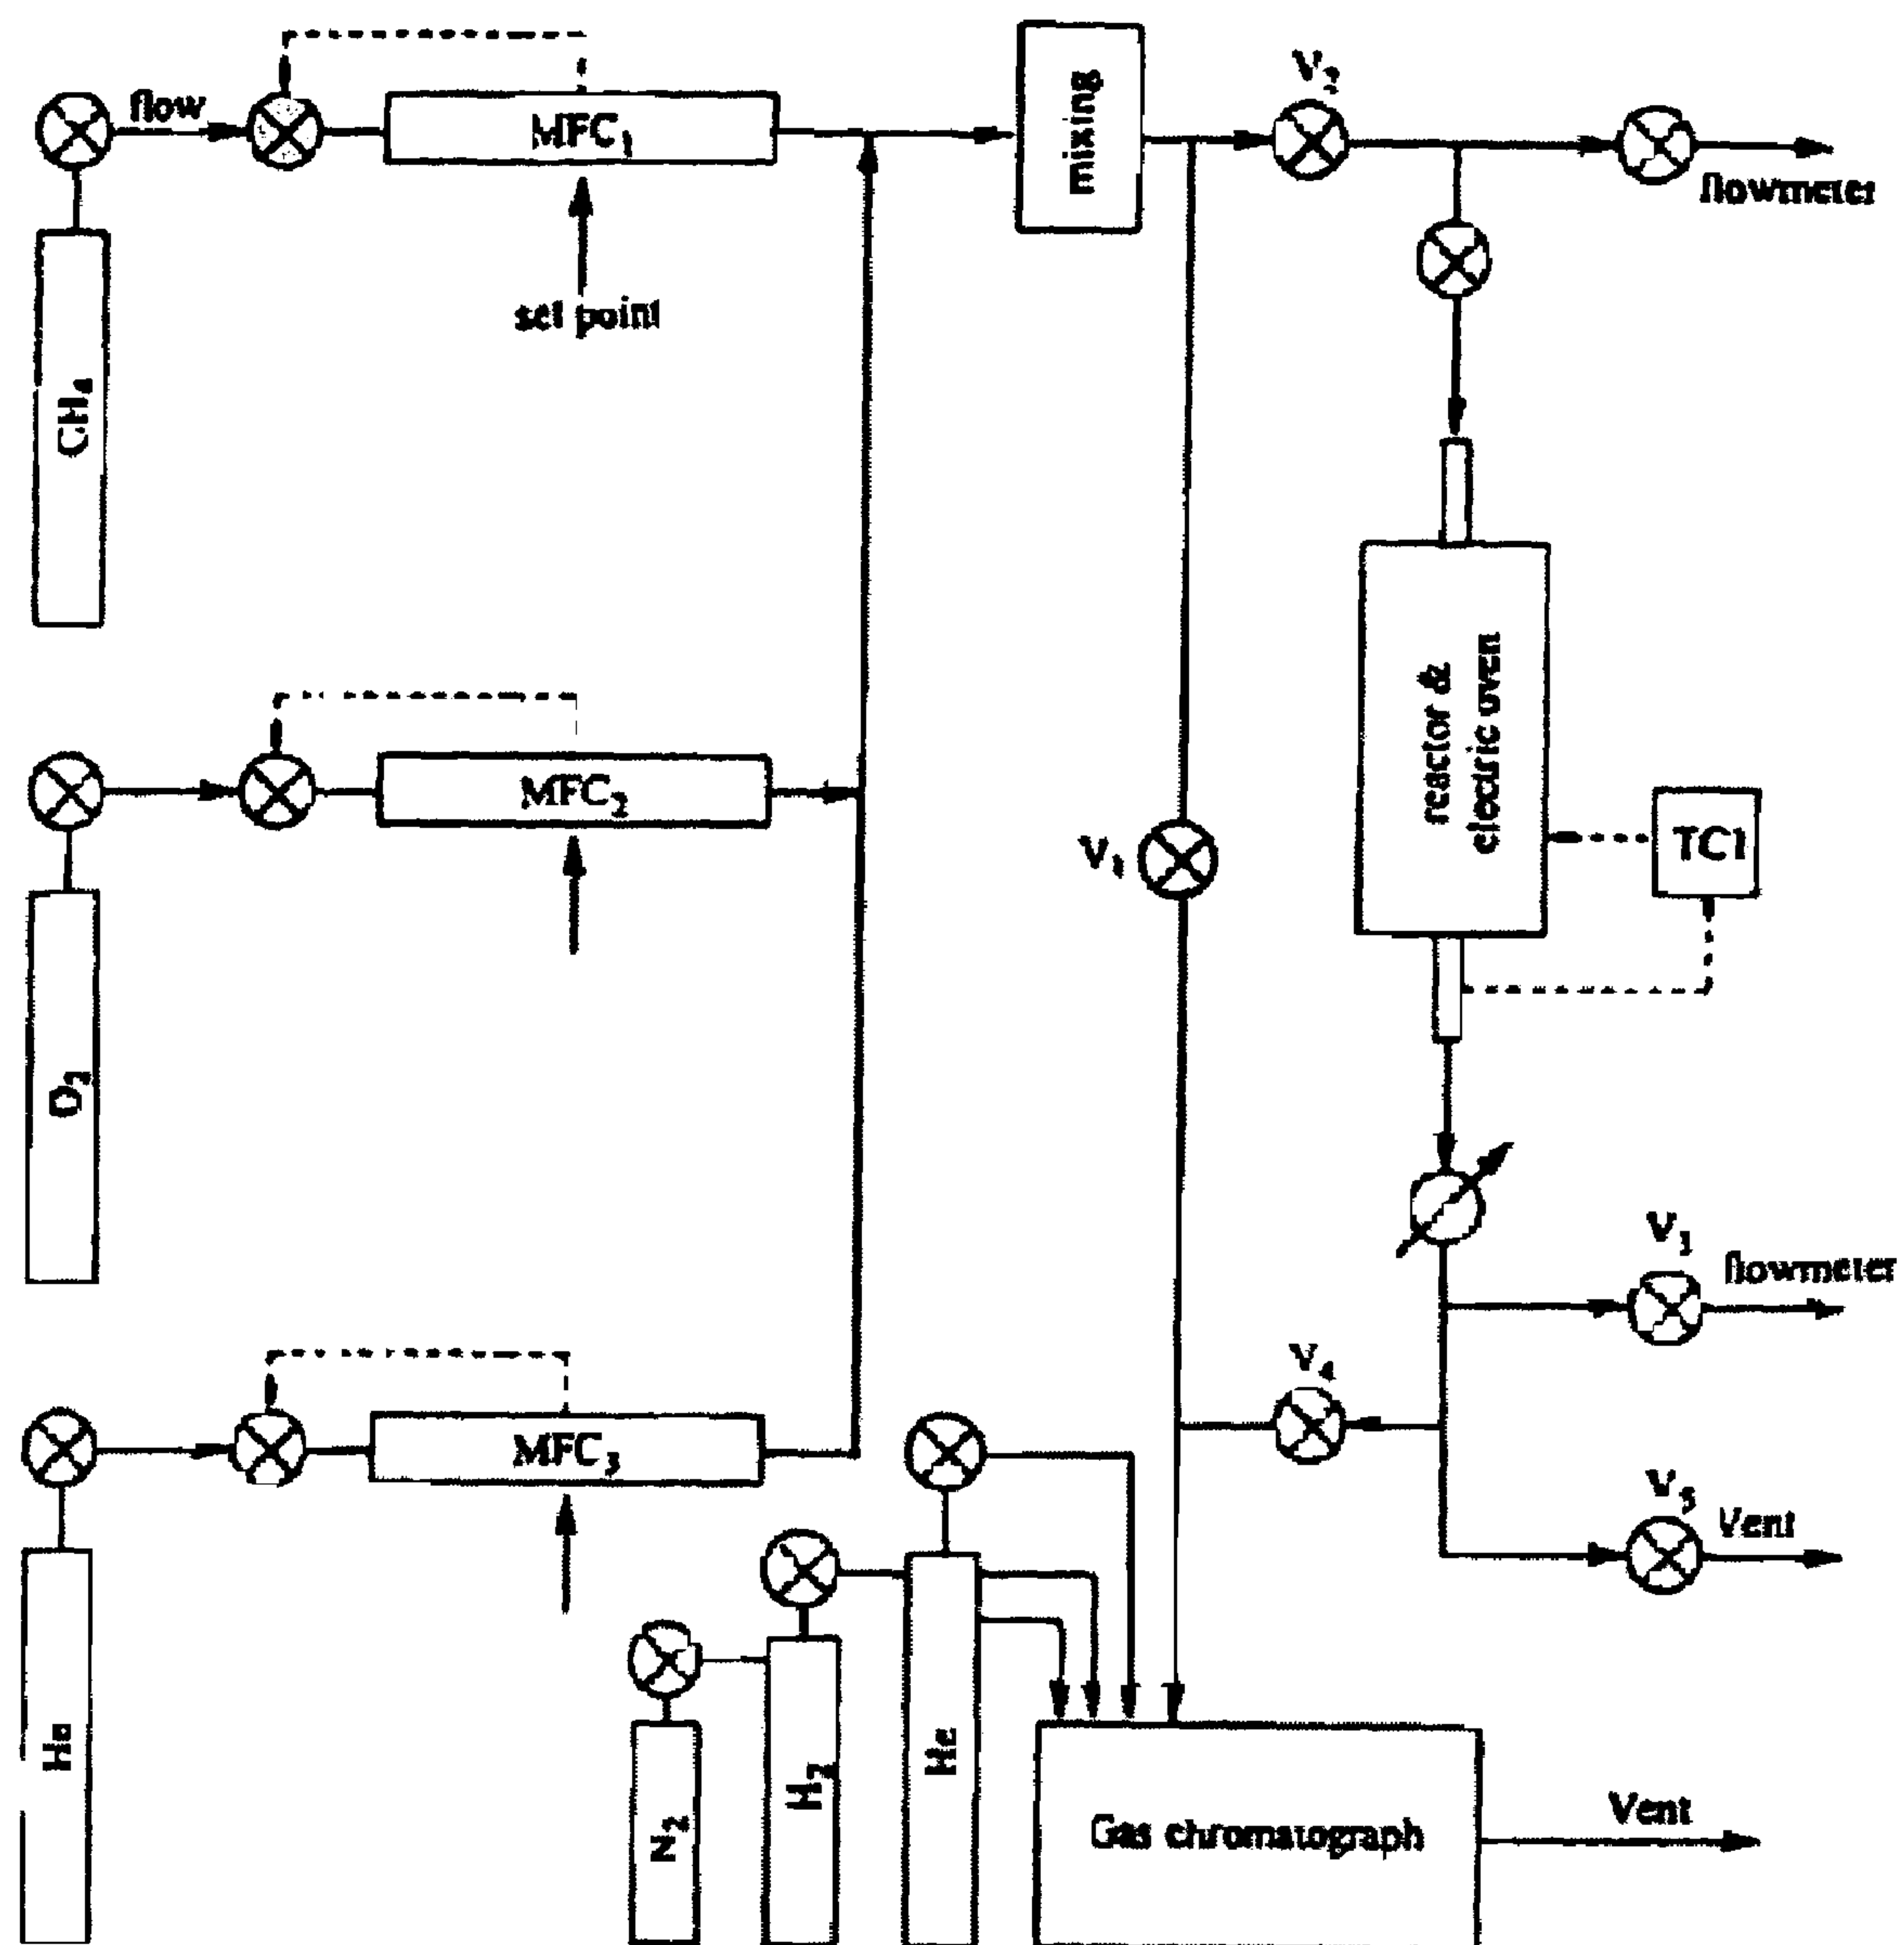 flow
MFC₁
set point
CH₄
mixing
V₂
flowmeter
reactor &
electric oven
TC1
MFC₂
O₂
V₁
V₃
flowmeter
V₄
V₅
Vent
MFC₃
He
N₂
H₂
He
Gas chromatograph
Vent